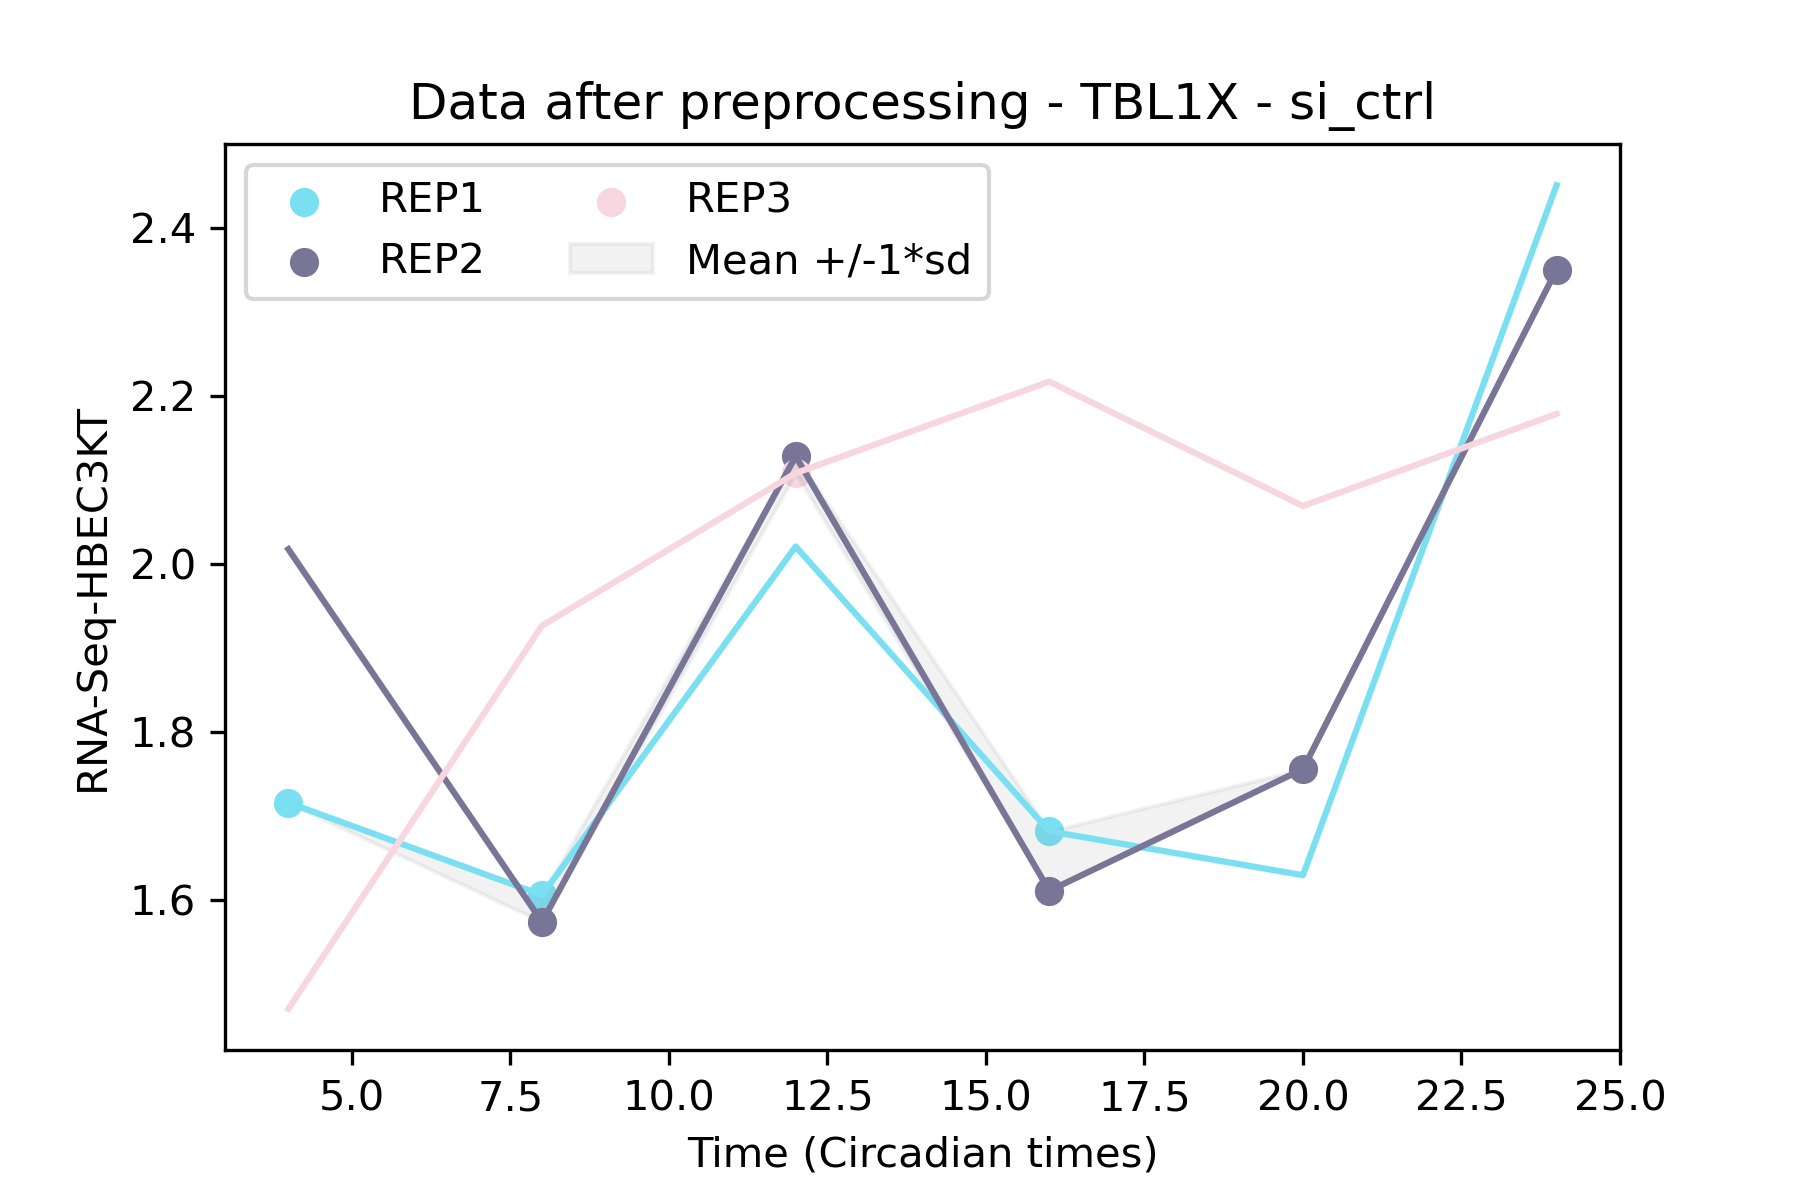 Data after preprocessing - TBL1X - si_ctrl
REP1
REP2
REP3
Mean +/-1*sd
2.4
2.2
2.0
1.8
1.6
RNA-Seq-HBEC3KT
5.0 7.5 10.0 12.5 15.0 17.5 20.0 22.5 25.0
Time (Circadian times)